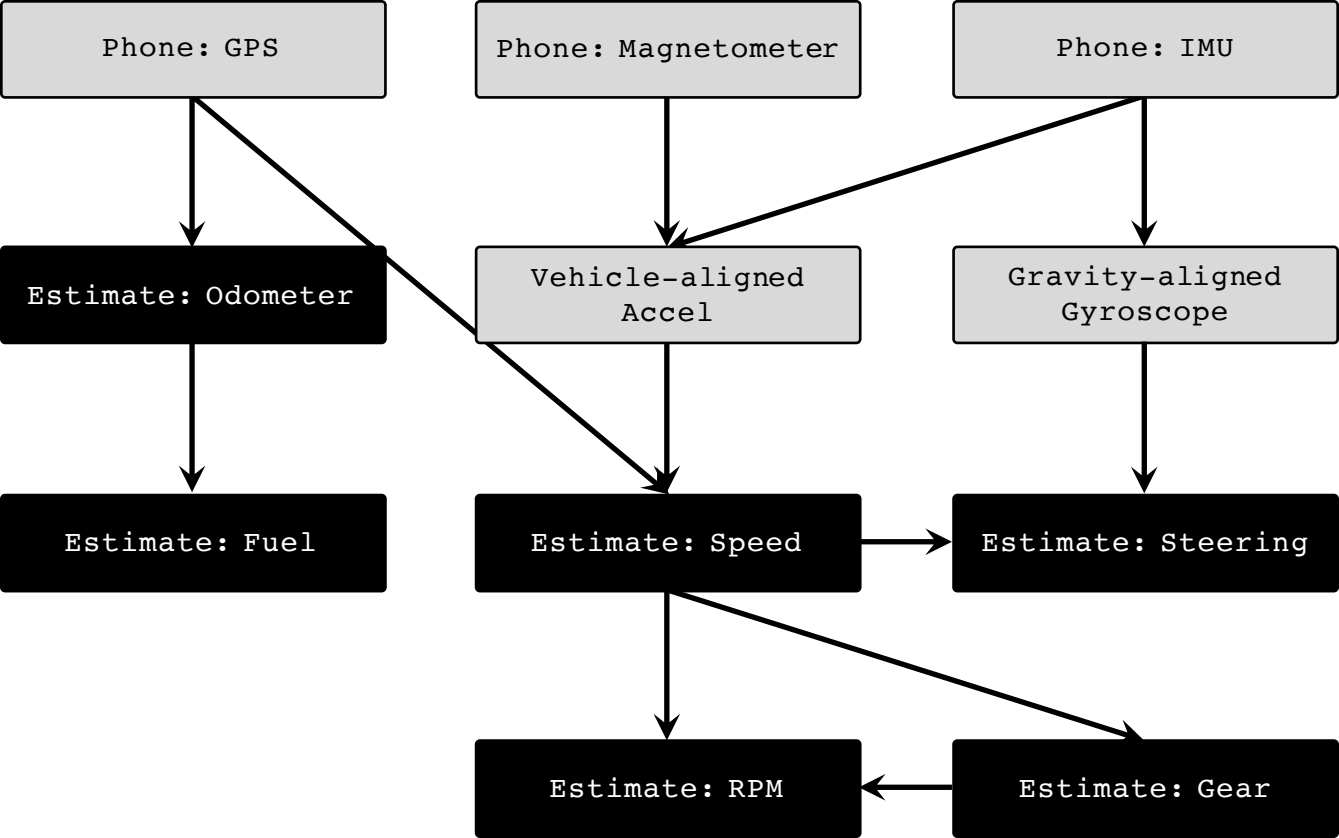 Phone: GPS
Phone: Magnetometer
Phone: IMU
Estimate: Odometer
Vehicle-aligned
Accel
Gravity-aligned
Gyroscope
Estimate: Fuel
Estimate: Speed
Estimate: Steering
Estimate: RPM
Estimate: Gear